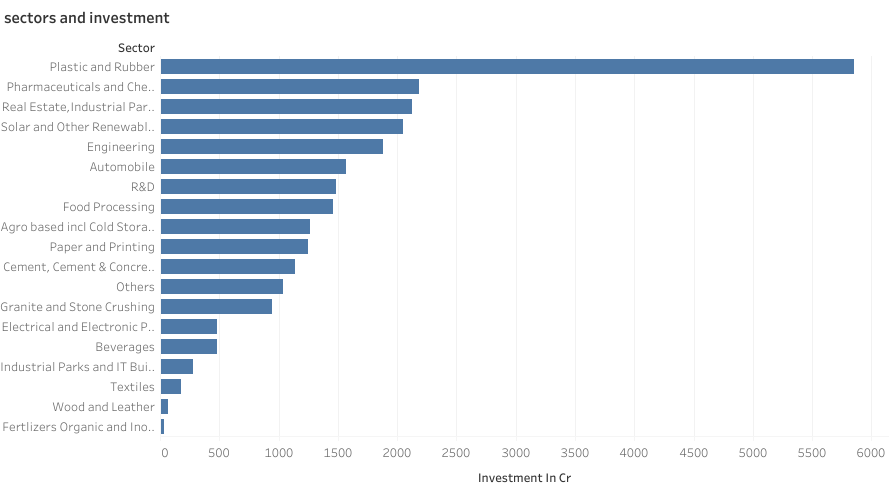 sectors and investment
Sector
Plastic and Rubber
Pharmaceuticals and Che..
Real Estate,Industrial Par..
Solar and Other Renewabl..
Engineering
Automobile
R&D
Food Processing
Agro based incl Cold Stora..
Paper and Printing
Cement, Cement & Concre..
Others
Granite and Stone Crushing
Electrical and Electronic P..
Beverages
Industrial Parks and IT Bui..
Textiles
Wood and Leather
Fertlizers Organic and Ino..
0 500 1000 1500 2000 2500 3000 3500 4000 4500 5000 5500 6000
Investment In Cr